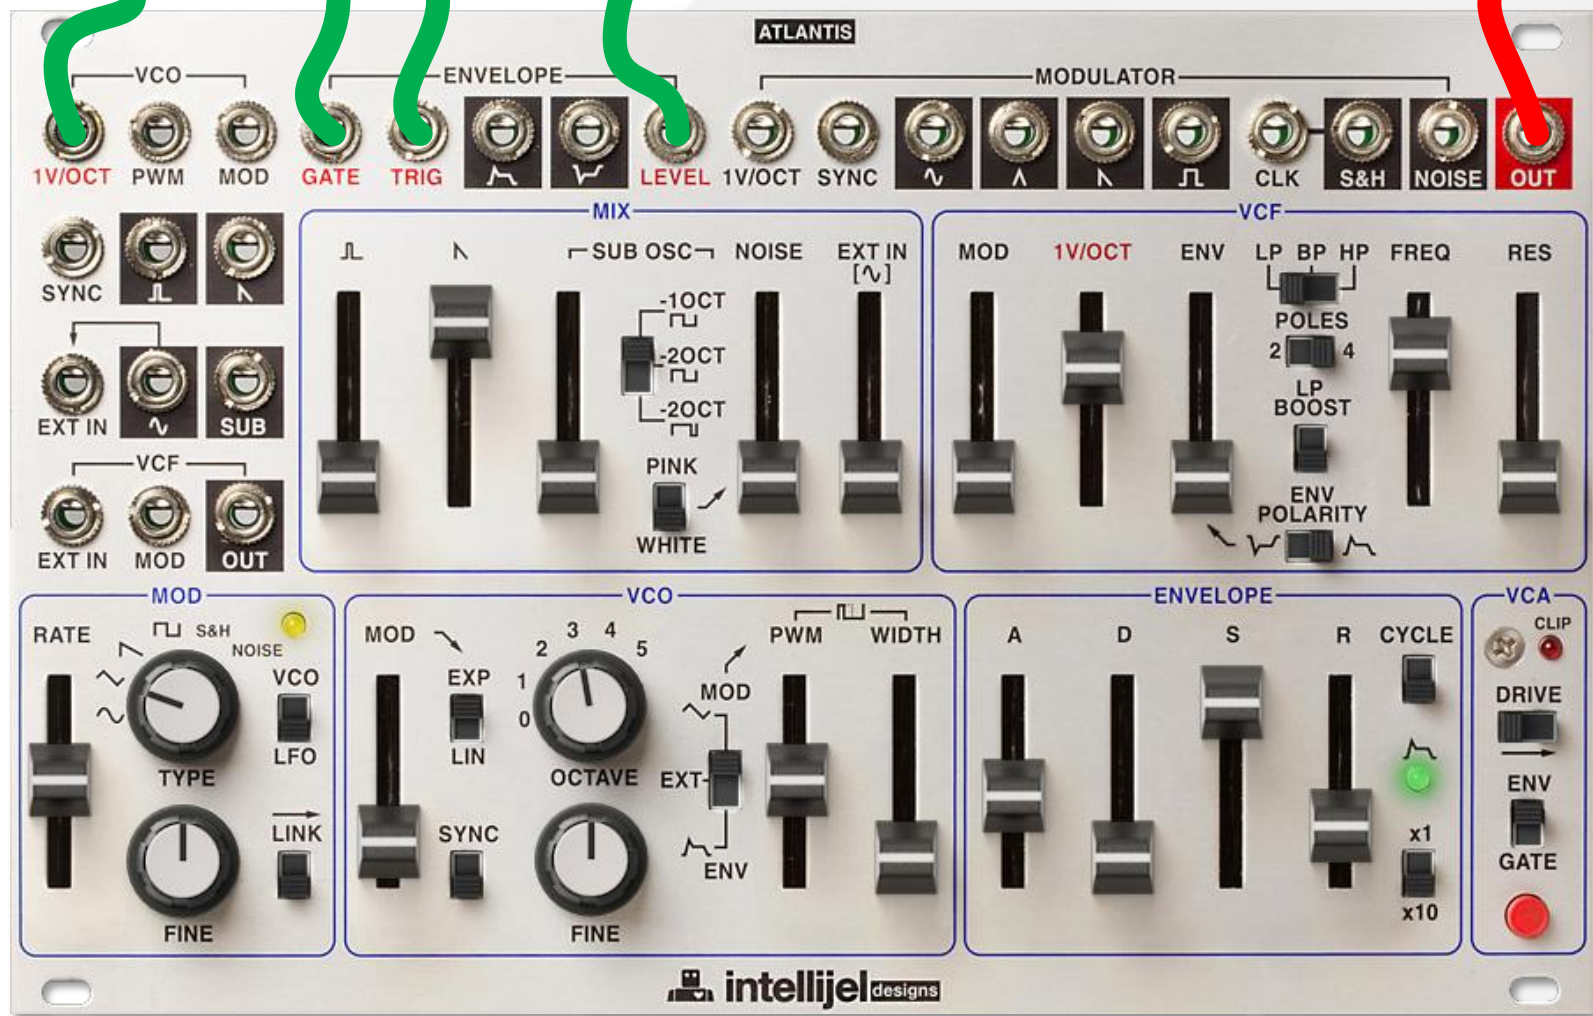 ATLANTIS
VCO
ENVELOPE
MODULATOR
1V/OCT PWM MOD GATE TRIG LEVEL 1V/OCT SYNC CLK S&H NOISE OUT
SYNC
EXT IN SUB
VCF
EXT IN MOD OUT
MIX
SUB OSC NOISE EXT IN
-1OCT
-2OCT
-2OCT
PINK
WHITE
VCF
MOD 1V/OCT ENV LP BP HP FREQ RES
POLES
2 4
LP
BOOST
ENV
POLARITY
MOD
RATE S&H
NOISE
VCO
LFO
TYPE
LINK
FINE
VCO
MOD PWM WIDTH
EXP
LIN
0 1 2 3 4 5
OCTAVE
MOD
EXT
ENV
SYNC
FINE
ENVELOPE
A D S R CYCLE
x1
x10
VCA
CLIP
DRIVE
ENV
GATE
intellijel designs